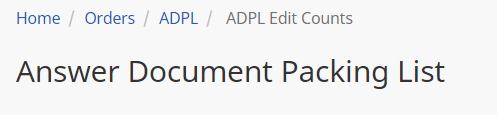 Home / Orders / ADPL / ADPL Edit Counts
Answer Document Packing List